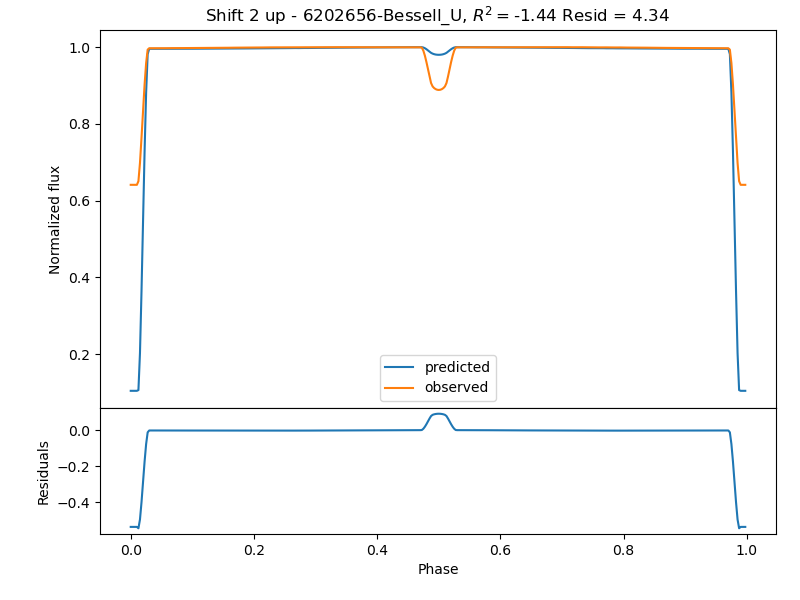 Shift 2 up - 6202656-Bessell_U, R² = -1.44 Resid = 4.34
1.0
0.8
0.6
0.4
0.2
Normalized flux
predicted
observed
0.0
−0.2
−0.4
Residuals
0.0 0.2 0.4 0.6 0.8 1.0
Phase